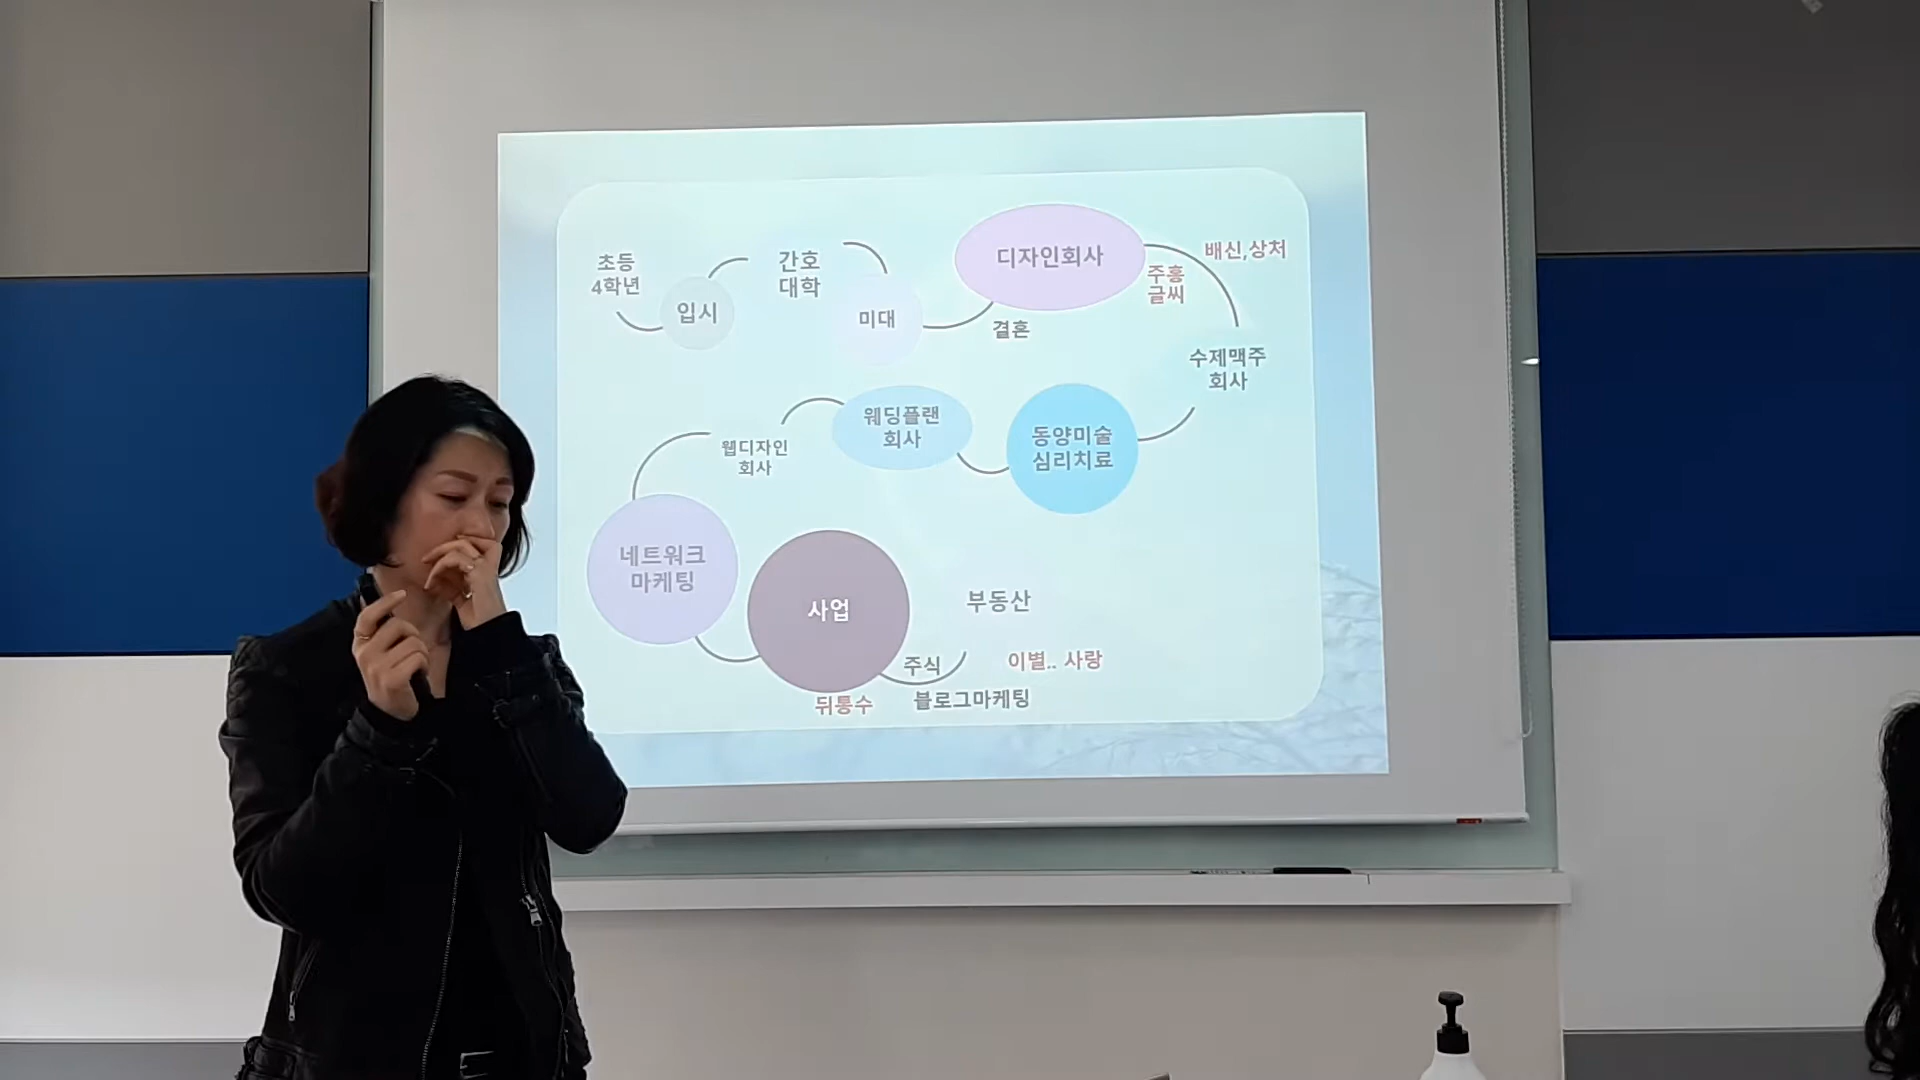 초등
4학년
입시
간호
대학
미대
결혼
디자인회사
주홍
글씨
배신,상처
수제맥주
회사
동양미술
심리치료
웨딩플랜
회사
웹디자인
회사
네트워크
마케팅
사업
뒤통수
주식
블로그마케팅
부동산
이별.. 사랑